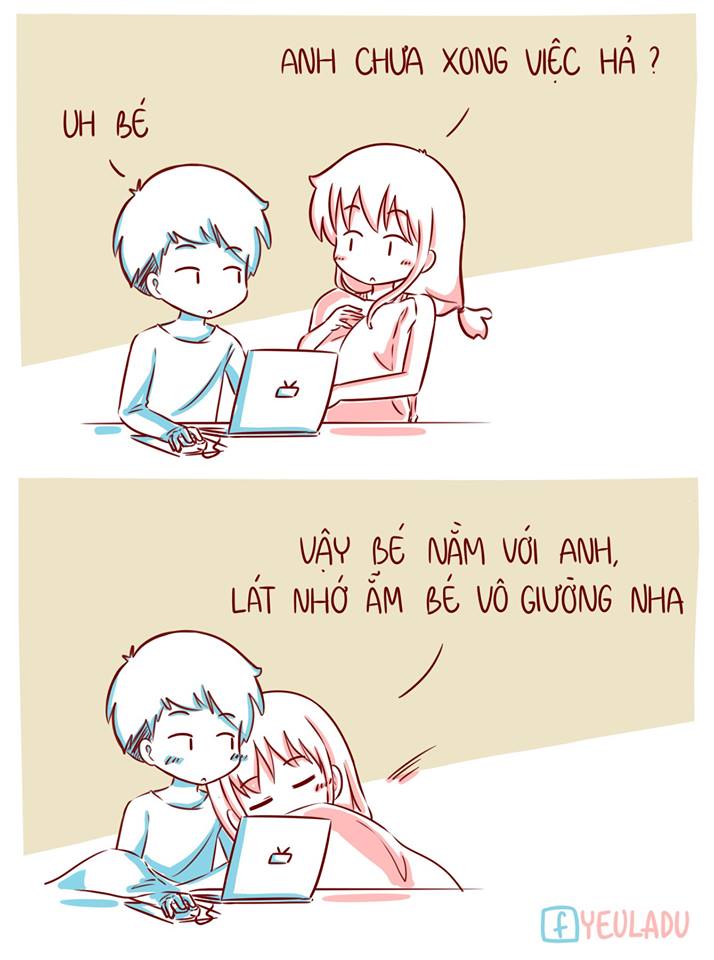 ANH CHƯA XONG VIỆC HẢ ?
UH BÉ
VẬY BÉ NẰM VỚI ANH,
LÁT NHỚ ẴM BÉ VÔ GIƯỜNG NHA
f YEULADU